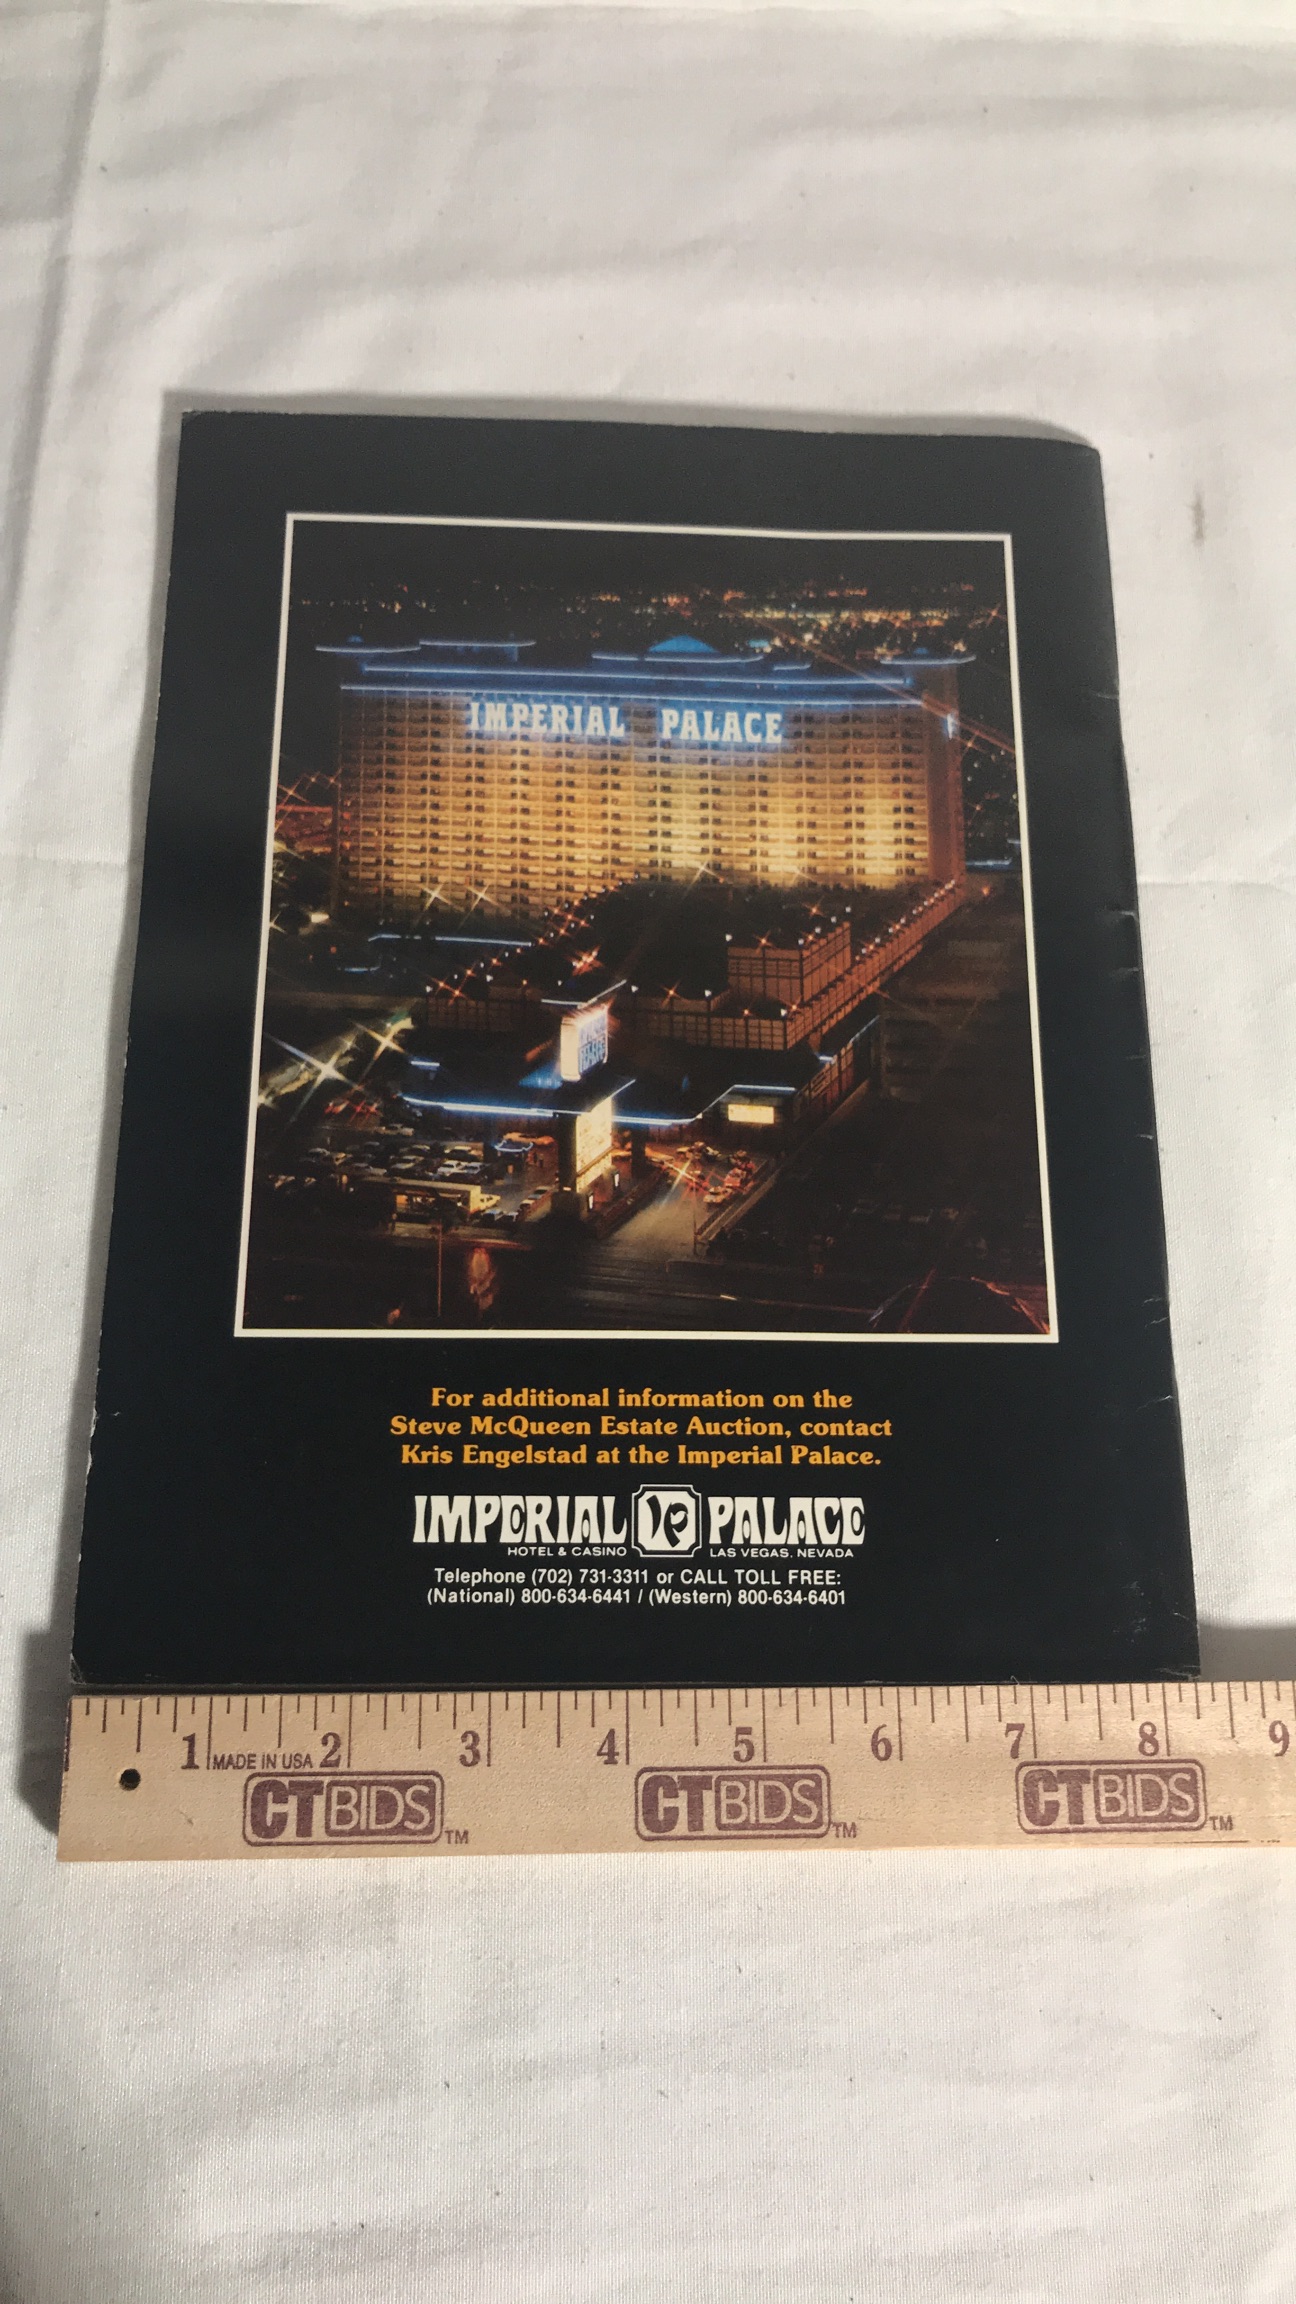 IMPERIAL PALACE
For additional information on the
Steve McQueen Estate Auction, contact
Kris Engelstad at the Imperial Palace.
IMPERIAL IP PALACE
HOTEL & CASINO LAS VEGAS, NEVADA
Telephone (702) 731-3311 or CALL TOLL FREE:
(National) 800-634-6441 / (Western) 800-634-6401
1 2 3 4 5 6 7 8 9
MADE IN USA
CTBIDS TM CTBIDS TM CTBIDS TM